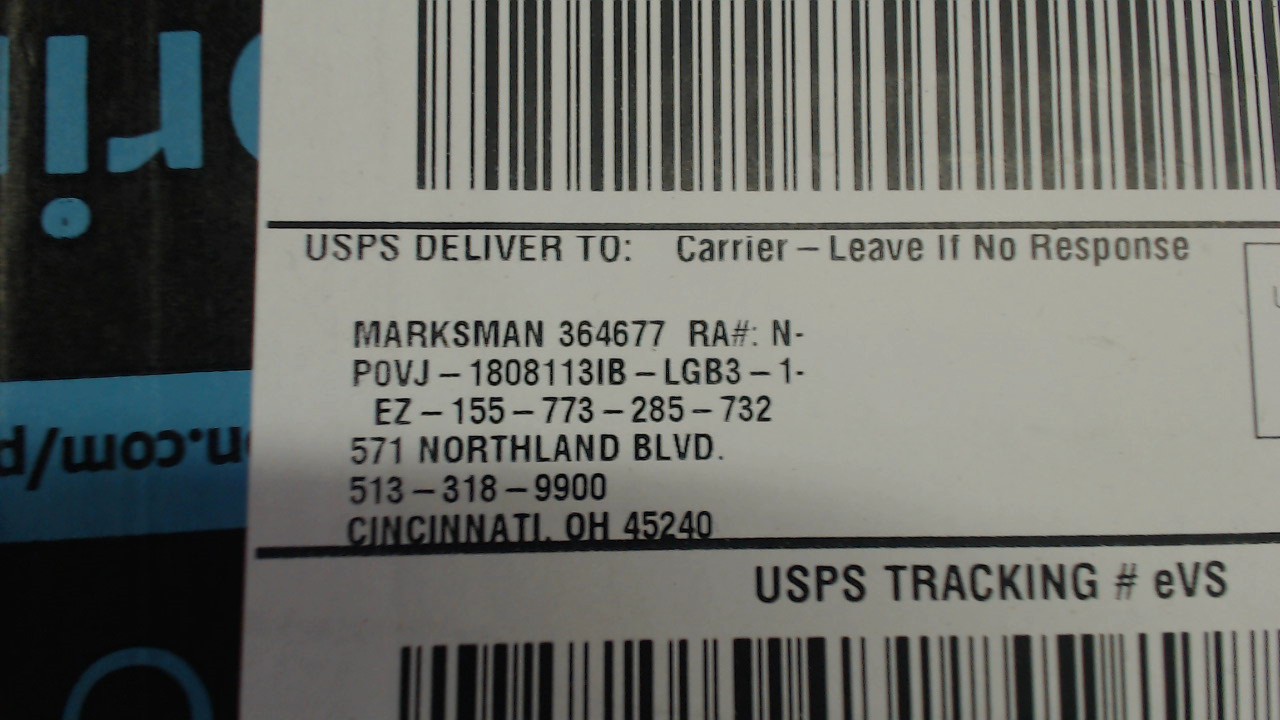 USPS DELIVER TO: Carrier – Leave If No Response
MARKSMAN 364677 RA#: N-
P0VJ – 1808113IB – LGB3 – 1-
EZ – 155 – 773 – 285 – 732
571 NORTHLAND BLVD.
513 – 318 – 9900
CINCINNATI, OH 45240
USPS TRACKING # eVS